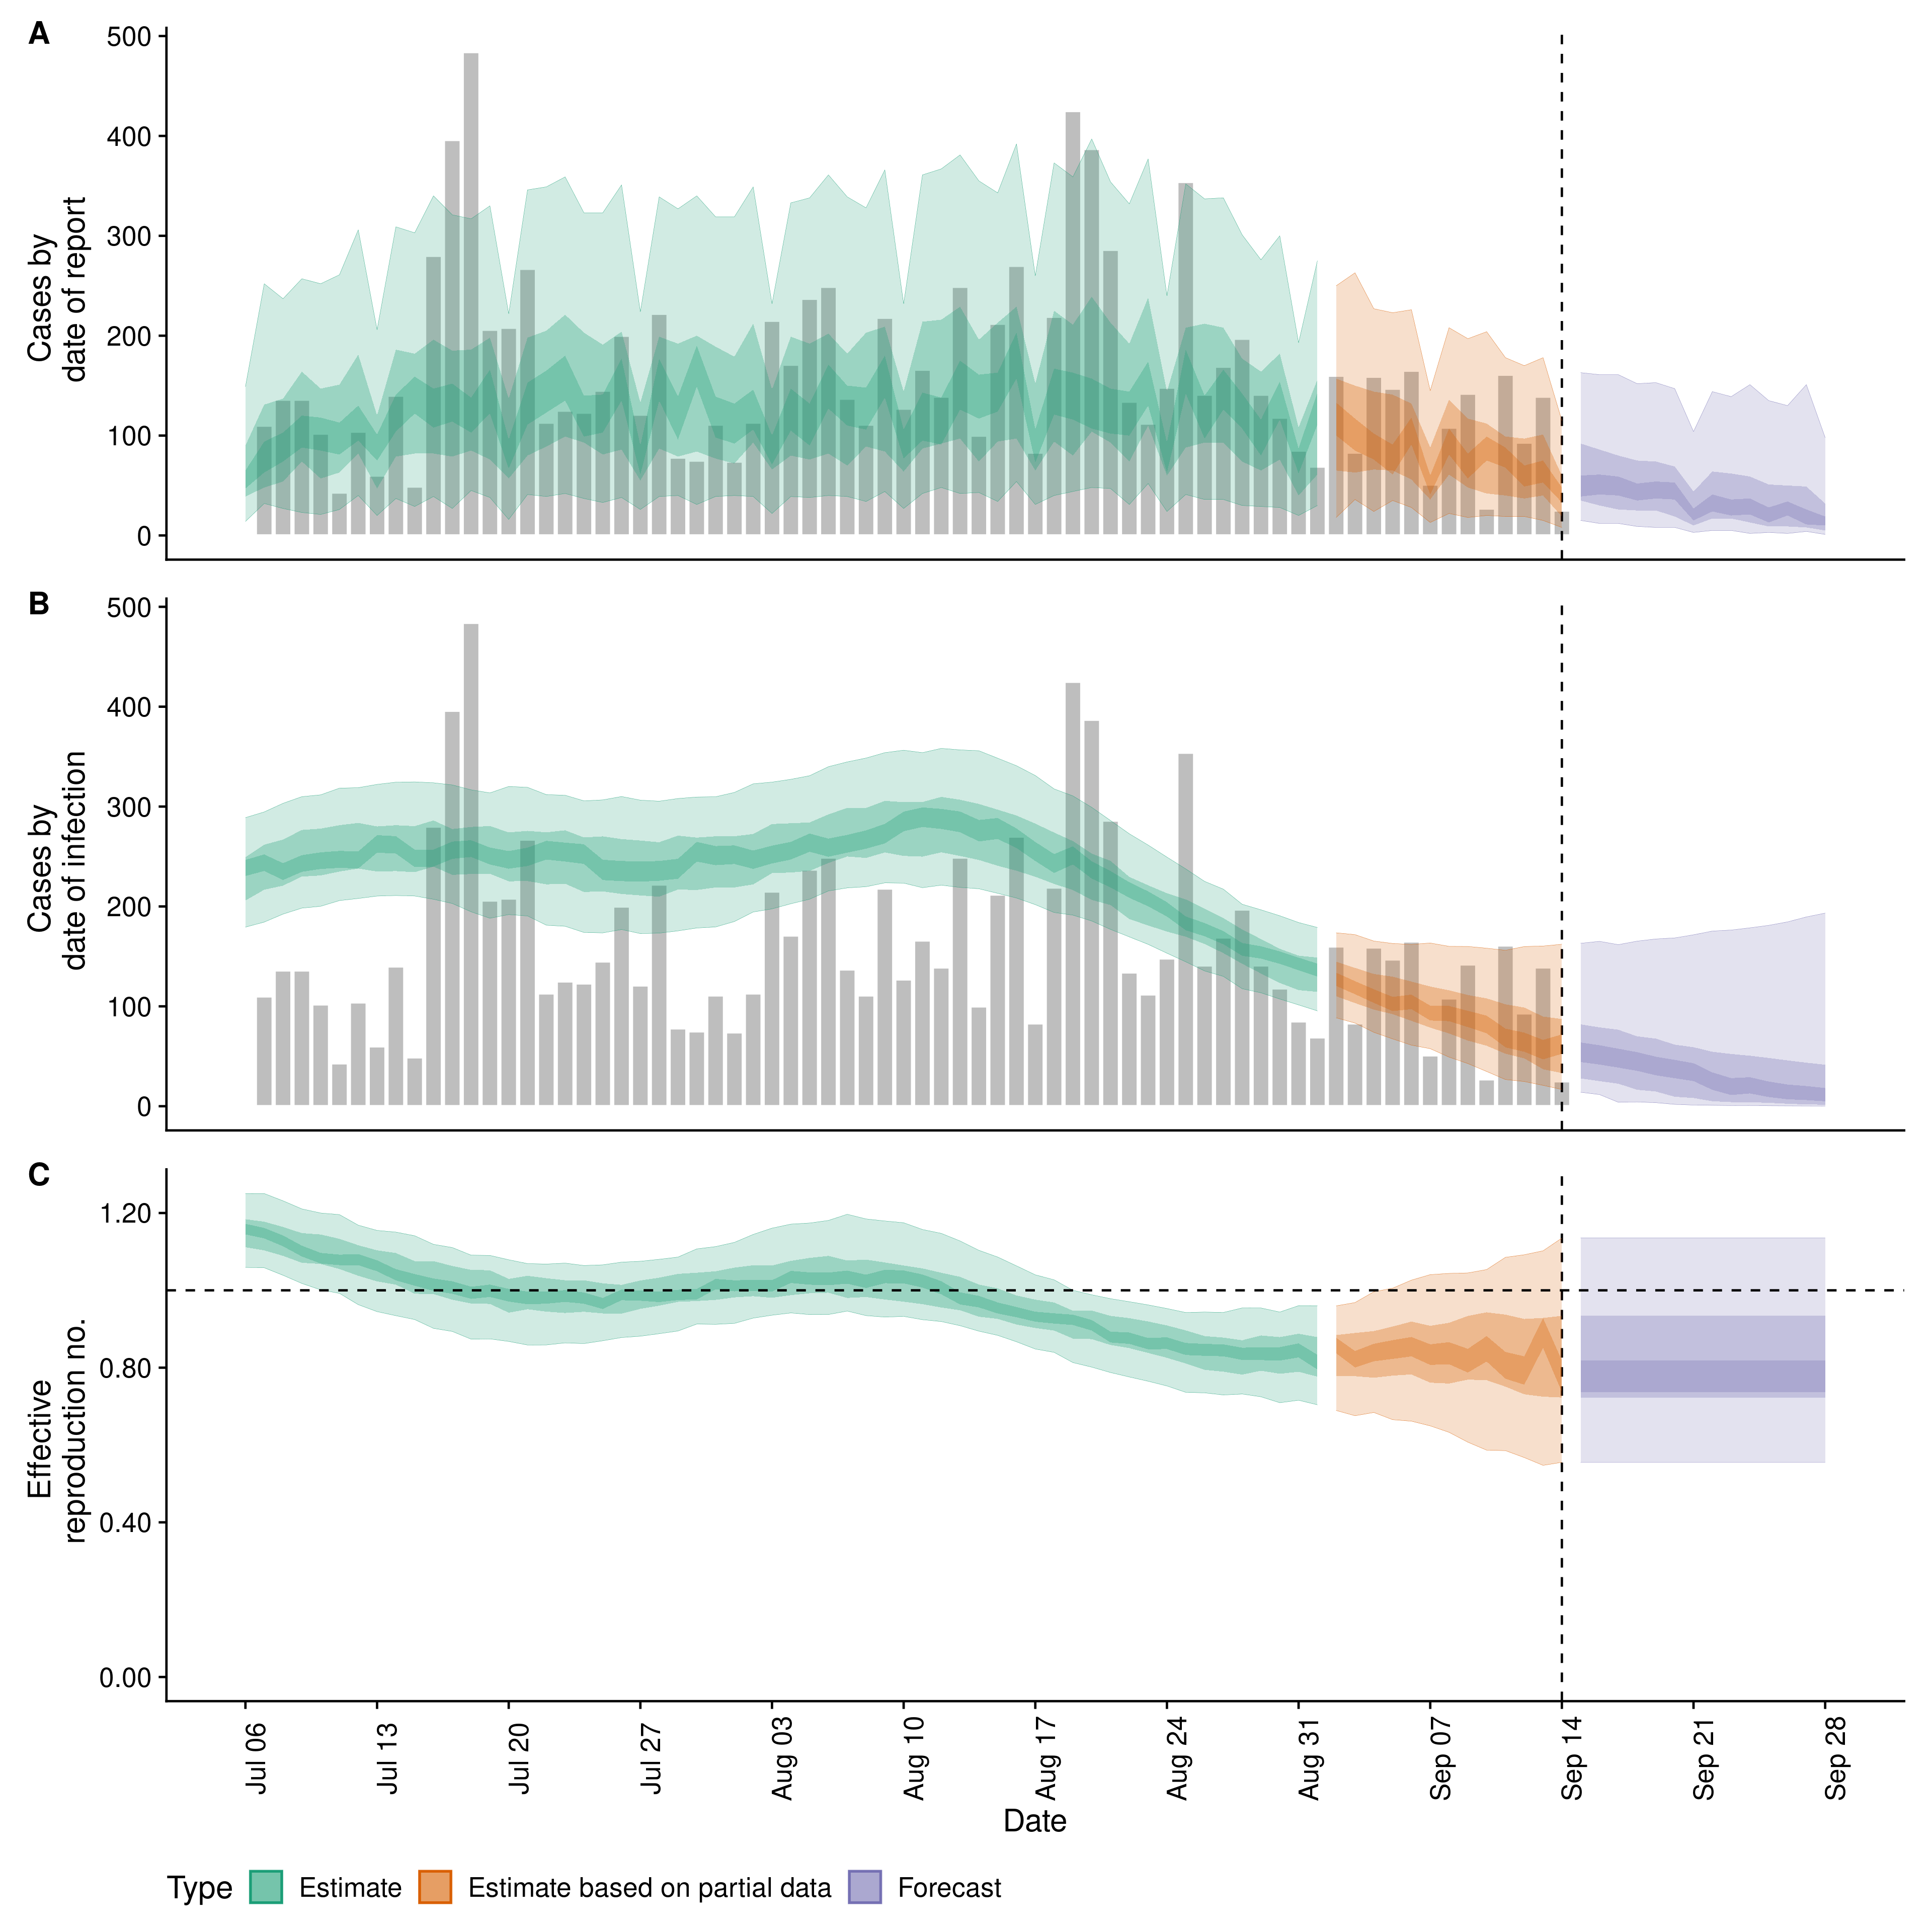 A
Cases by
date of report
500
400
300
200
100
0
B
Cases by
date of infection
500
400
300
200
100
0
C
Effective
reproduction no.
1.20
0.80
0.40
0.00
Jul 06
Jul 13
Jul 20
Jul 27
Aug 03
Aug 10
Aug 17
Aug 24
Aug 31
Sep 07
Sep 14
Sep 21
Sep 28
Date
Type Estimate Estimate based on partial data Forecast